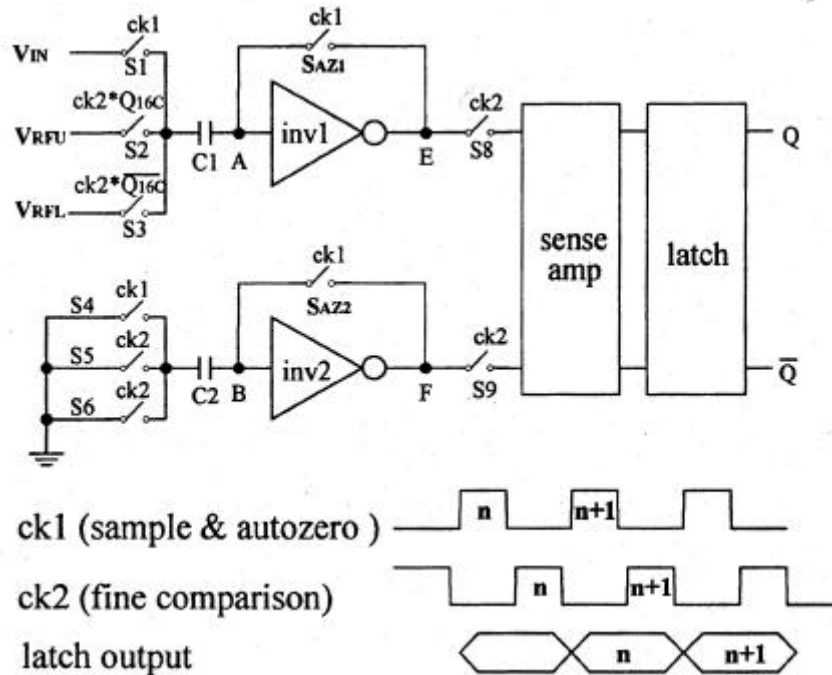 ck1
VIN
S1
ck1
SAZ1
ck2*Q16C
VRFU
S2
C1
A
inv1
E
ck2
S8
Q
ck2*Q̅1̅6̅C̅
VRFL
S3
sense
amp
latch
S4
ck1
ck1
SAZ2
S5
ck2
S6
ck2
C2
B
inv2
F
ck2
S9
Q̅
ck1 (sample & autozero )
n
n+1
ck2 (fine comparison)
n
n+1
latch output
n
n+1